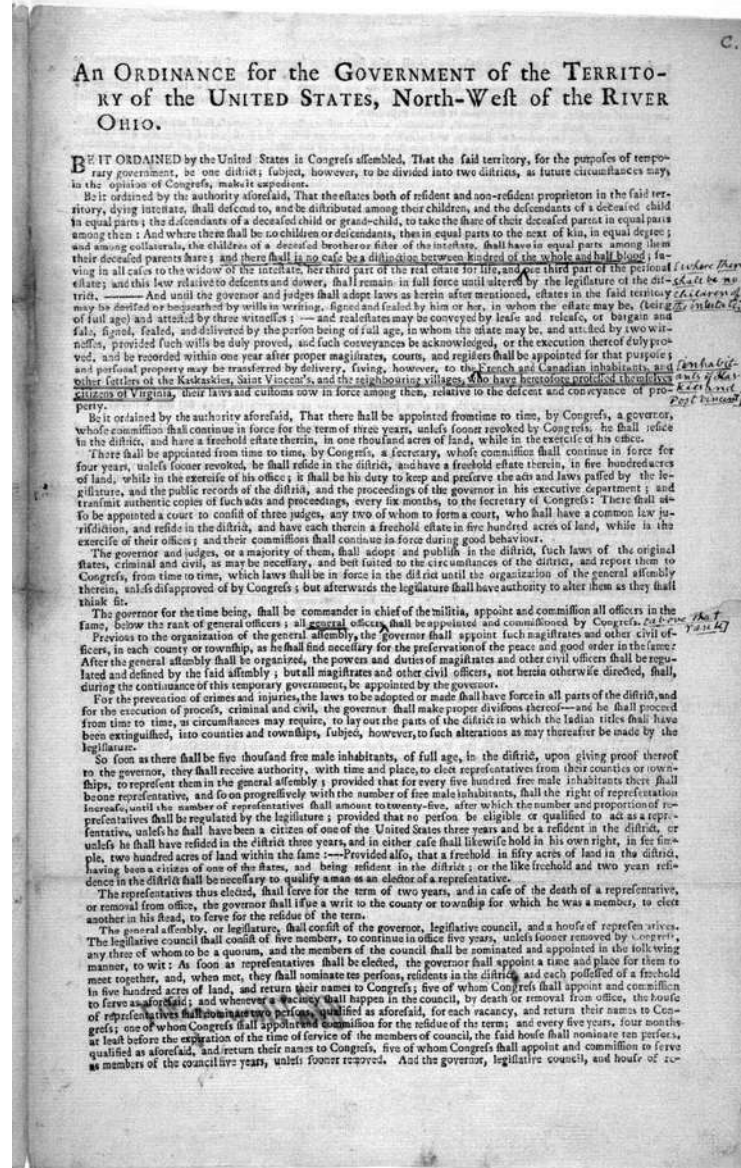 C.
An ORDINANCE for the GOVERNMENT of the TERRITO-
RY of the UNITED STATES, North-West of the RIVER
OHIO.
BE IT ORDAINED by the United States in Congress assembled, That the said territory, for the purposes of tempo-
rary government, be one district; subject, however, to be divided into two districts, as future circumstances may,
in the opinion of Congress, make it expedient.
Be it ordained by the authority aforesaid, That the estates both of resident and non-resident proprietors in the said ter-
ritory, dying intestate, shall descend to, and be distributed among their children, and the descendants of a deceased child
in equal parts; the descendants of a deceased child or grand-child, to take the share of their deceased parent in equal parts
among them: And where there shall be no children or descendants, then in equal parts to the next of kin, in equal degree;
and among collaterals, the children of a deceased brother or sister of the intestate, shall have in equal parts among them
their deceased parents share; and there shall in no case be a distinction between kindred of the whole and half blood; sa-
ving in all cases to the widow of the intestate, her third part of the real estate for life, and one third part of the personal
estate; and this law relative to descents and dower, shall remain in full force until altered by the legislature of the dis-
trict. ——— And until the governor and judges shall adopt laws as herein after mentioned, estates in the said territory
may be devised or bequeathed by wills in writing, signed and sealed by him or her, in whom the estate may be, (being
of full age) and attested by three witnesses; — and real estates may be conveyed by lease and release, or bargain and
sale, signed, sealed, and delivered by the person being of full age, in whom the estate may be, and attested by two wit-
nesses, provided such wills be duly proved, and such conveyances be acknowledged, or the execution thereof duly pro-
ved, and be recorded within one year after proper magistrates, courts, and registers shall be appointed for that purpose;
and personal property may be transferred by delivery, saving, however, to the French and Canadian inhabitants, and
other settlers of the Kaskaskies, Saint Vincent's, and the neighbouring villages, who have heretofore professed themselves
citizens of Virginia, their laws and customs now in force among them, relative to the descent and conveyance of pro-
perty.
[where there
shall be no
children of
the intestate]
[inhabit-
ants of Kas-
kies and
Post Vincent]
Be it ordained by the authority aforesaid, That there shall be appointed from time to time, by Congress, a governor,
whose commission shall continue in force for the term of three years, unless sooner revoked by Congress, he shall reside
in the district, and have a freehold estate therein, in one thousand acres of land, while in the exercise of his office.
There shall be appointed from time to time, by Congress, a secretary, whose commission shall continue in force for
four years, unless sooner revoked, he shall reside in the district, and have a freehold estate therein, in five hundred acres
of land, while in the exercise of his office; it shall be his duty to keep and preserve the acts and laws passed by the le-
gislature, and the public records of the district, and the proceedings of the governor in his executive department; and
transmit authentic copies of such acts and proceedings, every six months, to the secretary of Congress: There shall al-
so be appointed a court to consist of three judges, any two of whom to form a court, who shall have a common law ju-
risdiction, and reside in the district, and have each therein a freehold estate in five hundred acres of land, while in the
exercise of their offices; and their commissions shall continue in force during good behaviour.
The governor and judges, or a majority of them, shall adopt and publish in the district, such laws of the original
states, criminal and civil, as may be necessary, and best suited to the circumstances of the district, and report them to
Congress, from time to time, which laws shall be in force in the district until the organization of the general assembly
therein, unless disapproved of by Congress; but afterwards the legislature shall have authority to alter them as they shall
think fit.
The governor for the time being, shall be commander in chief of the militia, appoint and commission all officers in the
same, below the rank of general officers; all general officers shall be appointed and commissioned by Congress.
[above that
rank]
Previous to the organization of the general assembly, the governor shall appoint such magistrates and other civil of-
ficers, in each county or township, as he shall find necessary for the preservation of the peace and good order in the same:
After the general assembly shall be organized, the powers and duties of magistrates and other civil officers shall be regu-
lated and defined by the said assembly; but all magistrates and other civil officers, not herein otherwise directed, shall,
during the continuance of this temporary government, be appointed by the governor.
For the prevention of crimes and injuries, the laws to be adopted or made shall have force in all parts of the district, and
for the execution of process, criminal and civil, the governor shall make proper divisions thereof—and he shall proceed
from time to time, as circumstances may require, to lay out the parts of the district in which the Indian titles shall have
been extinguished, into counties and townships, subject, however, to such alterations as may thereafter be made by the
legislature.
So soon as there shall be five thousand free male inhabitants, of full age, in the district, upon giving proof thereof
to the governor, they shall receive authority, with time and place, to elect representatives from their counties or town-
ships, to represent them in the general assembly; provided that for every five hundred free male inhabitants there shall
be one representative, and so on progressively with the number of free male inhabitants, shall the right of representation
increase, until the number of representatives shall amount to twenty-five, after which the number and proportion of re-
presentatives shall be regulated by the legislature; provided that no person be eligible or qualified to act as a repre-
sentative, unless he shall have been a citizen of one of the United States three years and be a resident in the district, or
unless he shall have resided in the district three years, and in either case shall likewise hold in his own right, in fee sim-
ple, two hundred acres of land within the same:—Provided also, that a freehold in fifty acres of land in the district,
having been a citizen of one of the states, and being resident in the district; or the like freehold and two years resi-
dence in the district shall be necessary to qualify a man as an elector of a representative.
The representatives thus elected, shall serve for the term of two years, and in case of the death of a representative,
or removal from office, the governor shall issue a writ to the county or township for which he was a member, to elect
another in his stead, to serve for the residue of the term.
The general assembly, or legislature, shall consist of the governor, legislative council, and a house of representatives.
The legislative council shall consist of five members, to continue in office five years, unless sooner removed by Congress,
any three of whom to be a quorum, and the members of the council shall be nominated and appointed in the following
manner, to wit: As soon as representatives shall be elected, the governor shall appoint a time and place for them to
meet together, and, when met, they shall nominate ten persons, residents in the district, and each possessed of a freehold
in five hundred acres of land, and return their names to Congress; five of whom Congress shall appoint and commission
to serve as aforesaid; and whenever a vacancy shall happen in the council, by death or removal from office, the house
of representatives shall nominate two persons, qualified as aforesaid, for each vacancy, and return their names to Con-
gress; one of whom Congress shall appoint and commission for the residue of the term; and every five years, four months
at least before the expiration of the time of service of the members of council, the said house shall nominate ten persons,
qualified as aforesaid, and return their names to Congress, five of whom Congress shall appoint and commission to serve
as members of the council five years, unless sooner removed. And the governor, legislative council, and house of re-